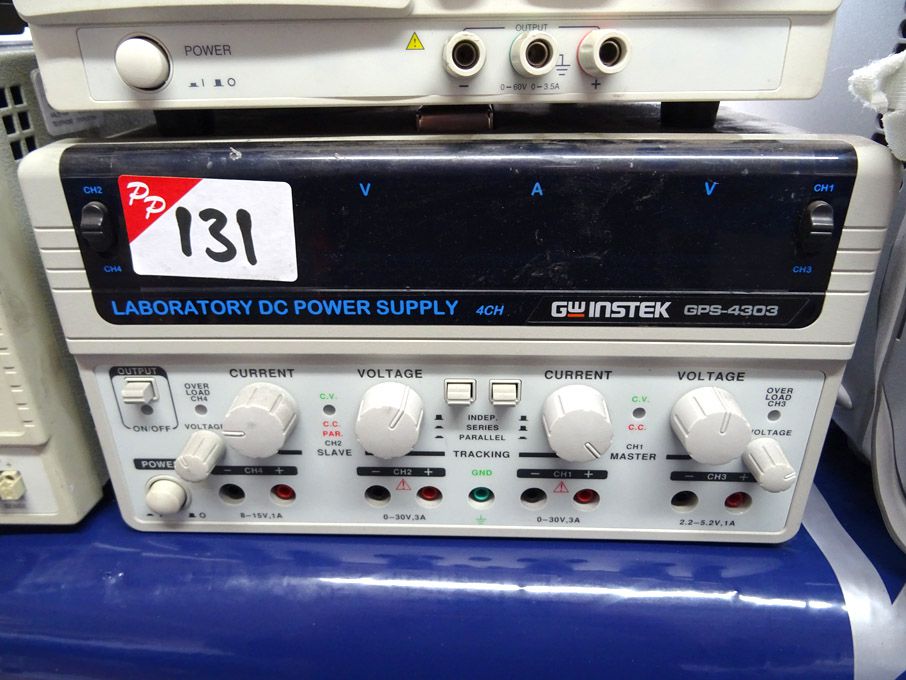 OUTPUT
POWER
I O
− +
0–60V 0–3.5A
CH2
PP
131
V A V
CH1
CH4
CH3
LABORATORY DC POWER SUPPLY 4CH
GW INSTEK GPS-4303
OUTPUT
ON/OFF
OVER LOAD CH4
CURRENT
VOLTAGE
CURRENT
VOLTAGE
OVER LOAD CH3
C.V.
C.C.
PAR.
CH2
SLAVE
INDEP.
SERIES
PARALLEL
TRACKING
C.V.
C.C.
CH1
MASTER
VOLTAGE
VOLTAGE
POWER
− CH4 +
− CH2 +
GND
− CH1 +
− CH3 +
8–15V,1A
0–30V,3A
0–30V,3A
2.2–5.2V,1A